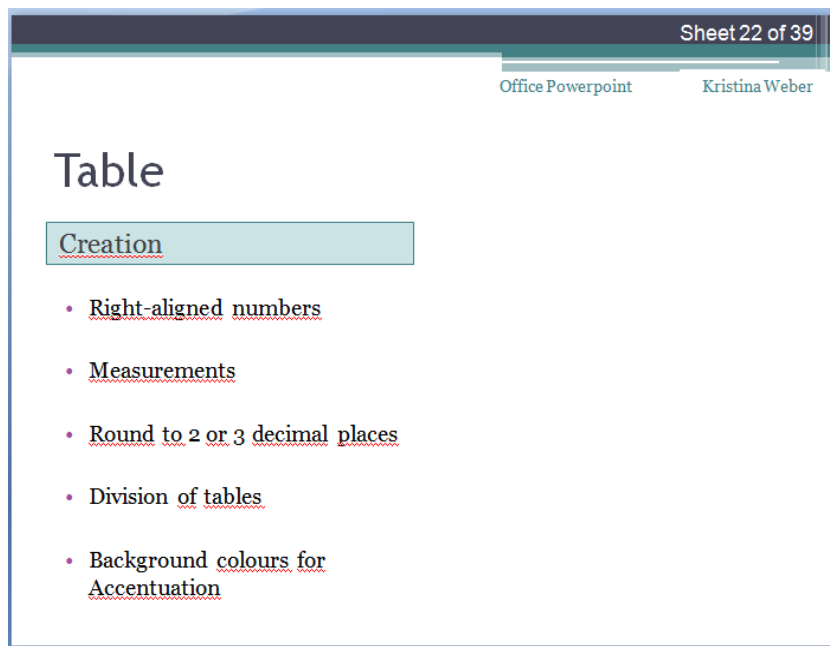 Sheet 22 of 39
Office Powerpoint Kristina Weber
Table
Creation
• Right-aligned numbers
• Measurements
• Round to 2 or 3 decimal places
• Division of tables
• Background colours for
Accentuation